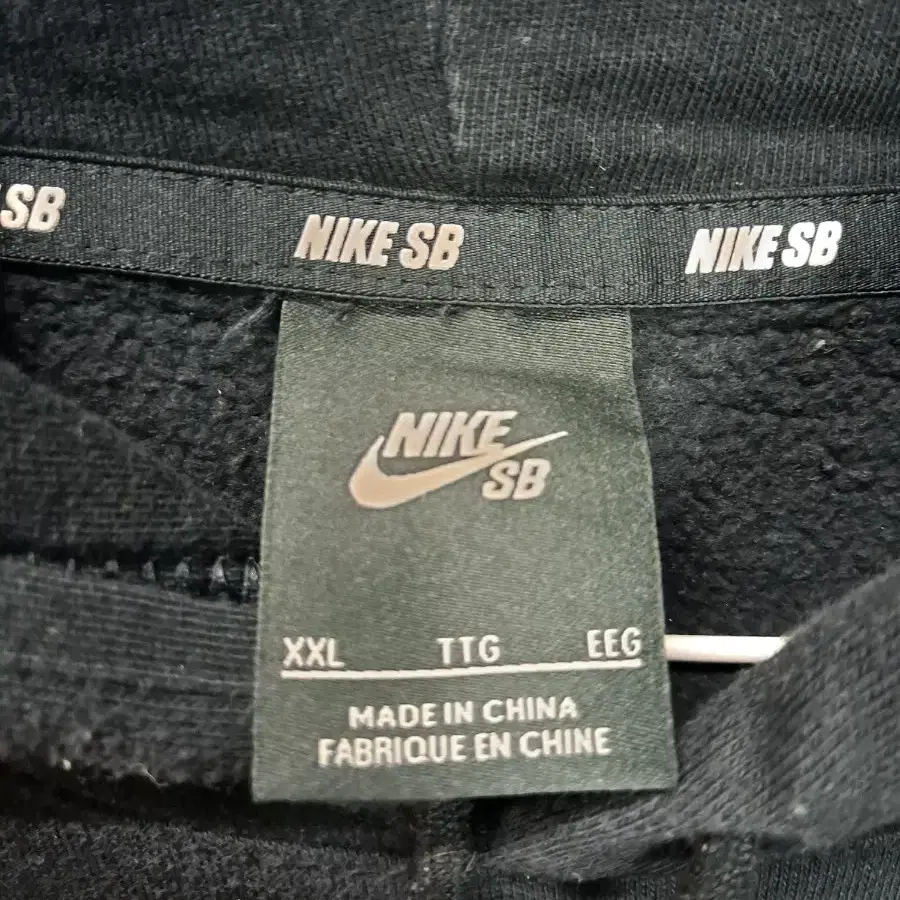 SB NIKE SB NIKE SB
NIKE
SB
XXL TTG EEG
MADE IN CHINA
FABRIQUE EN CHINE